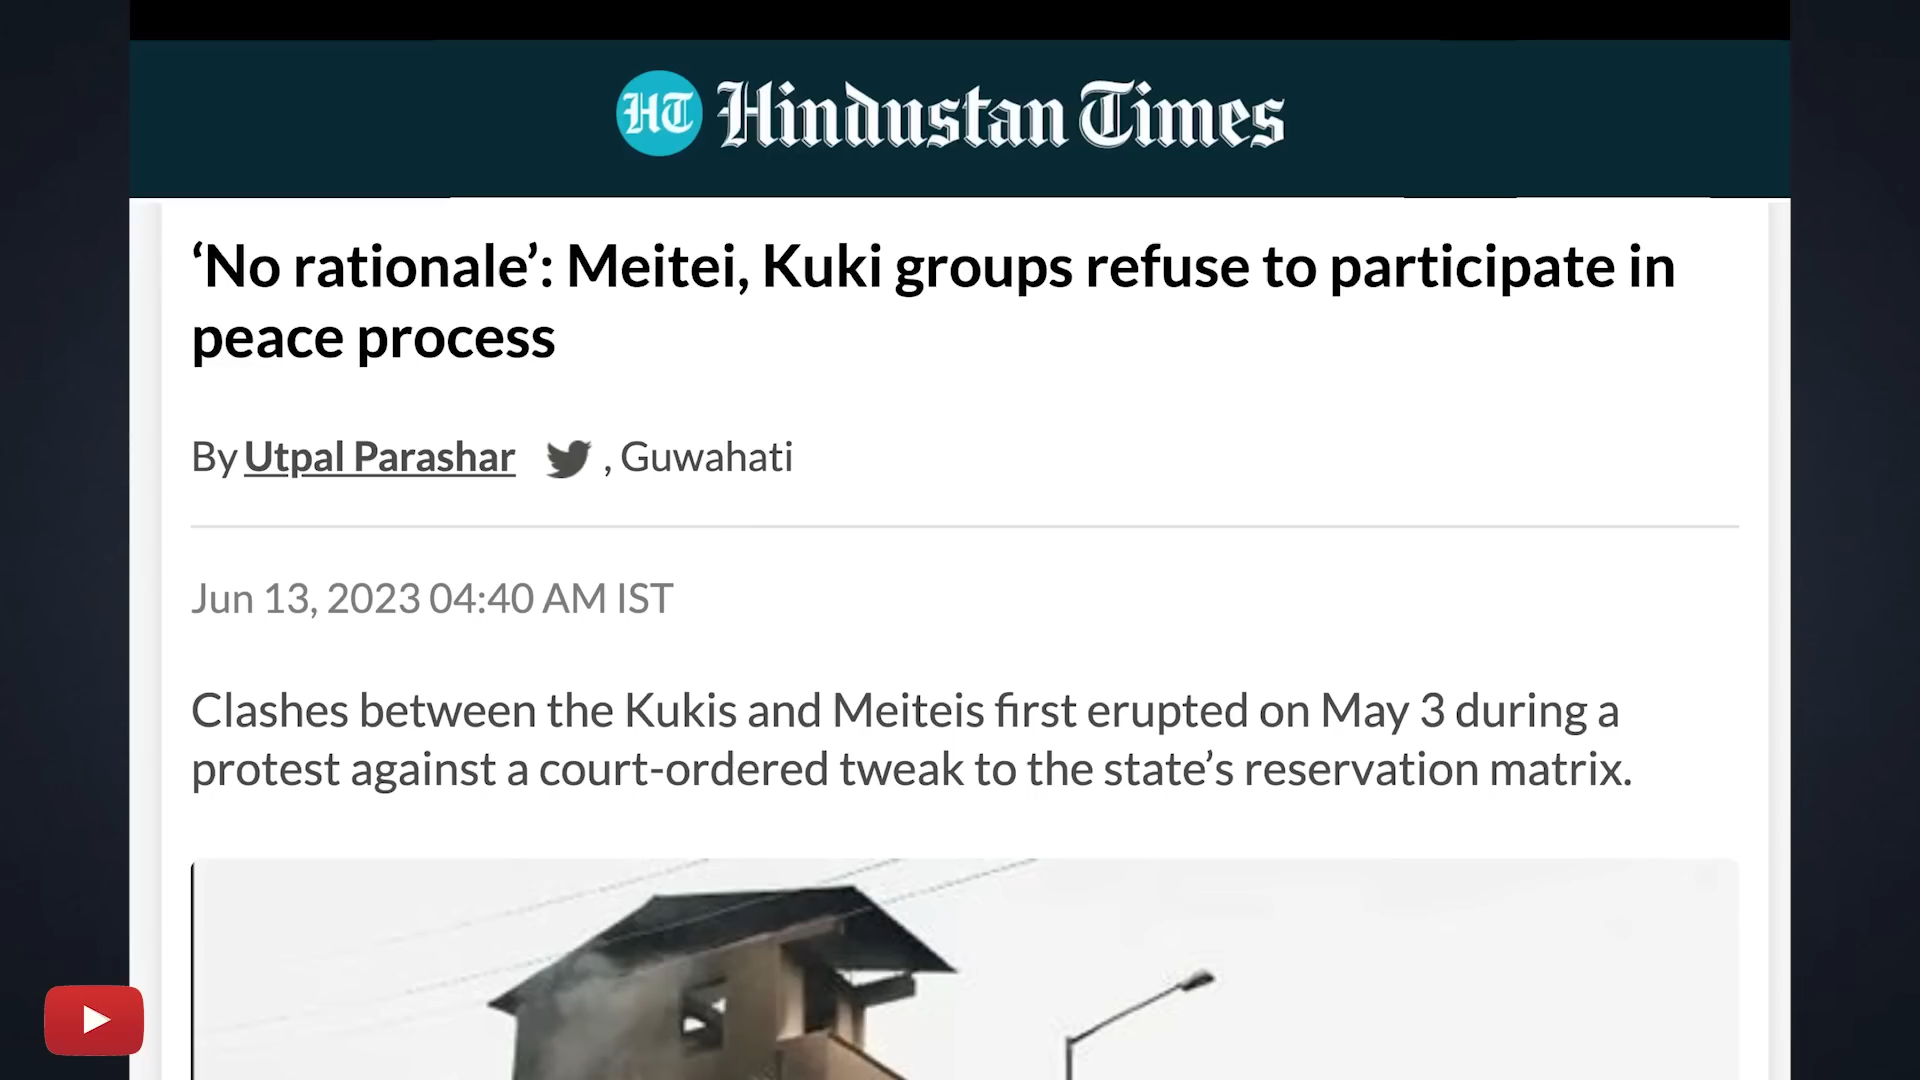 HT Hindustan Times
‘No rationale’: Meitei, Kuki groups refuse to participate in
peace process
By Utpal Parashar , Guwahati
Jun 13, 2023 04:40 AM IST
Clashes between the Kukis and Meiteis first erupted on May 3 during a
protest against a court-ordered tweak to the state’s reservation matrix.